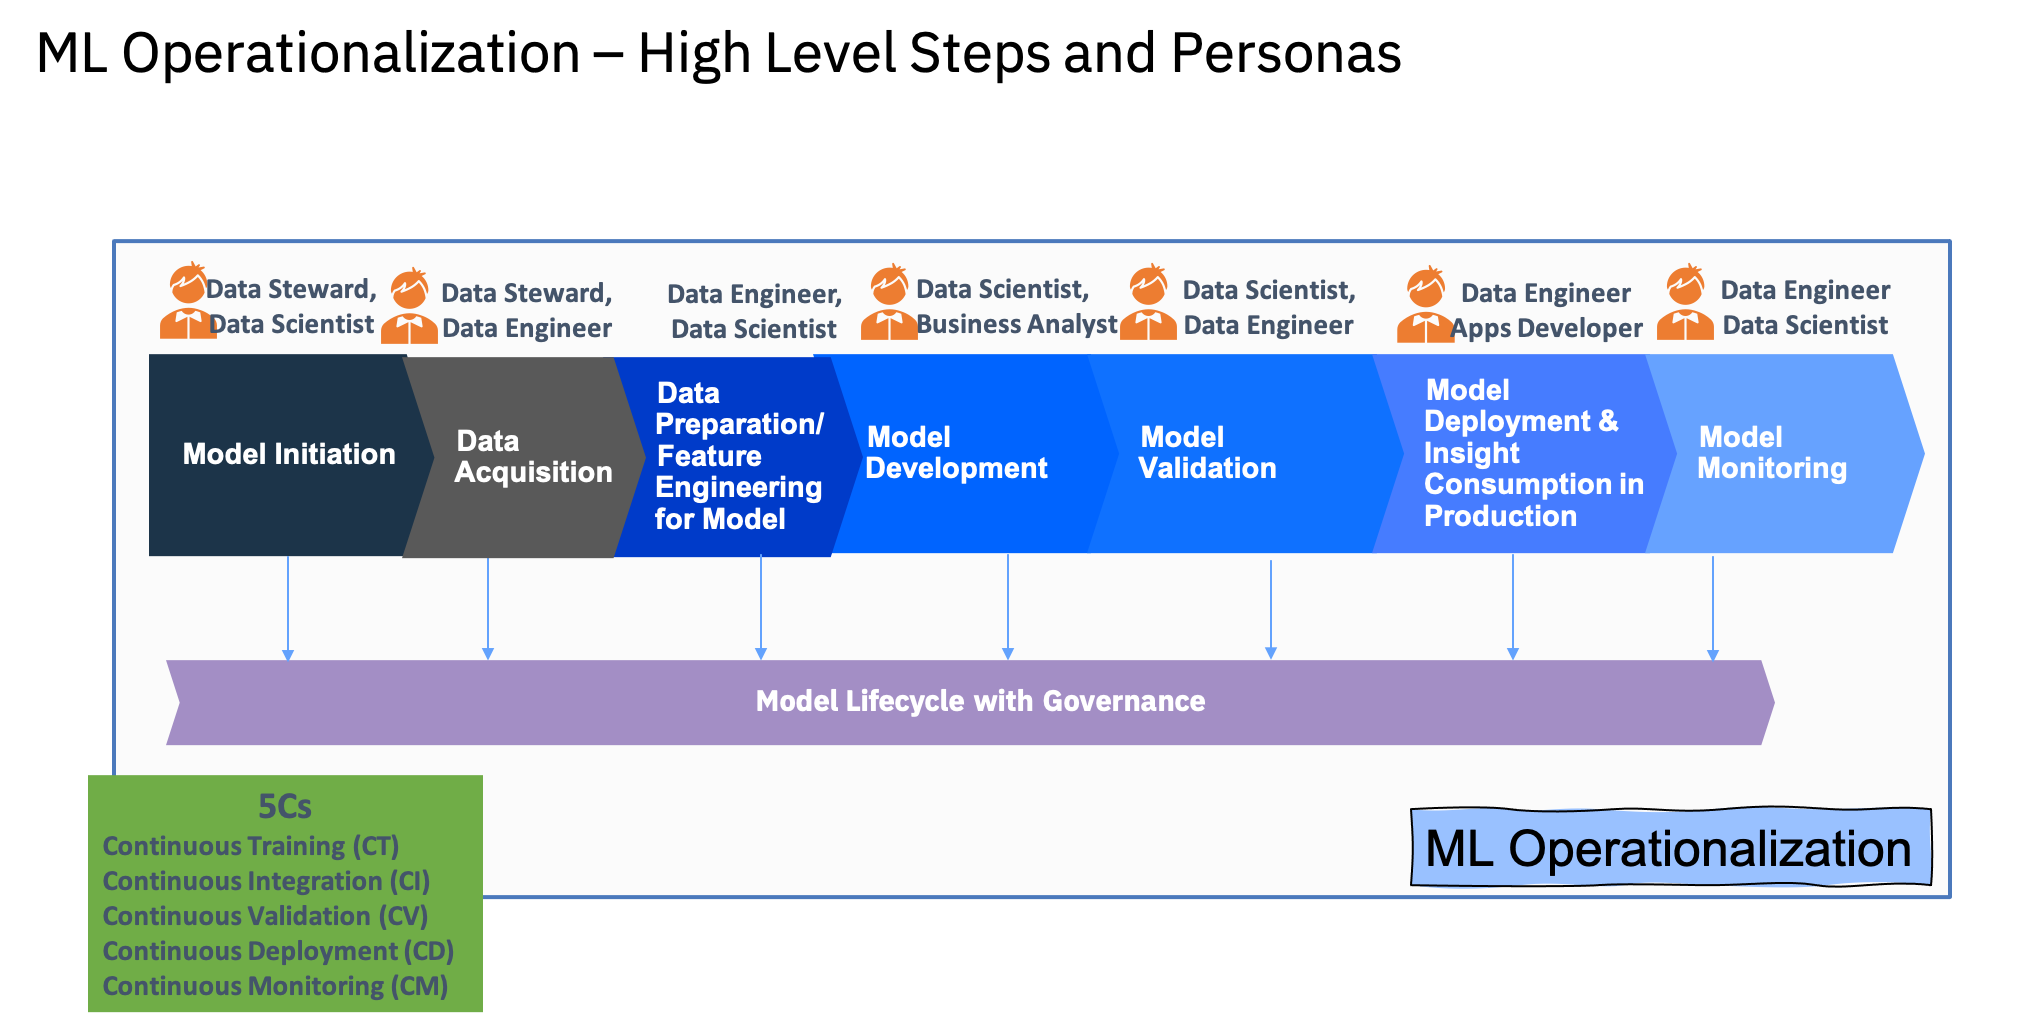 ML Operationalization – High Level Steps and Personas
Data Steward,
Data Scientist
Data Steward,
Data Engineer
Data Engineer,
Data Scientist
Data Scientist,
Business Analyst
Data Scientist,
Data Engineer
Data Engineer
Apps Developer
Data Engineer
Data Scientist
Model Initiation
Data
Acquisition
Data
Preparation/
Feature
Engineering
for Model
Model
Development
Model
Validation
Model
Deployment &
Insight
Consumption in
Production
Model
Monitoring
Model Lifecycle with Governance
5Cs
Continuous Training (CT)
Continuous Integration (CI)
Continuous Validation (CV)
Continuous Deployment (CD)
Continuous Monitoring (CM)
ML Operationalization